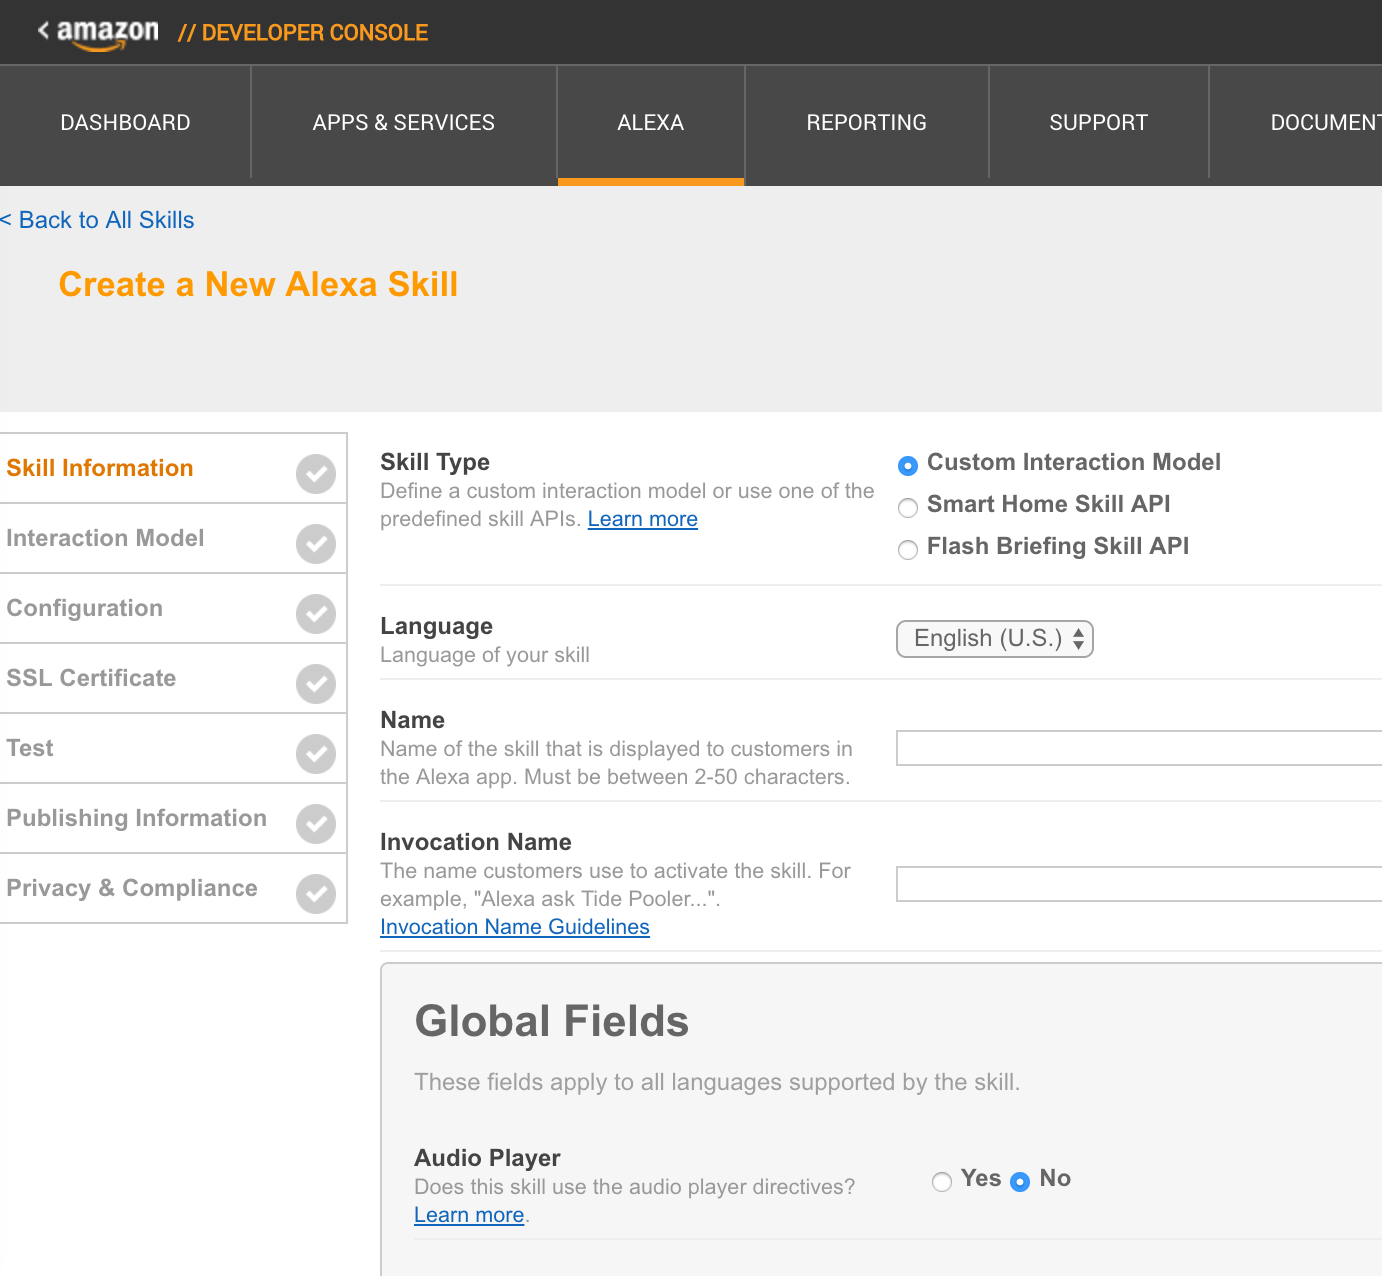 < amazon // DEVELOPER CONSOLE
DASHBOARD APPS & SERVICES ALEXA REPORTING SUPPORT DOCUMENT
< Back to All Skills
Create a New Alexa Skill
Skill Information
Interaction Model
Configuration
SSL Certificate
Test
Publishing Information
Privacy & Compliance
Skill Type
Define a custom interaction model or use one of the
predefined skill APIs. Learn more
Custom Interaction Model
Smart Home Skill API
Flash Briefing Skill API
Language
Language of your skill
English (U.S.)
Name
Name of the skill that is displayed to customers in
the Alexa app. Must be between 2-50 characters.
Invocation Name
The name customers use to activate the skill. For
example, "Alexa ask Tide Pooler...".
Invocation Name Guidelines
Global Fields
These fields apply to all languages supported by the skill.
Audio Player
Does this skill use the audio player directives?
Learn more.
Yes No